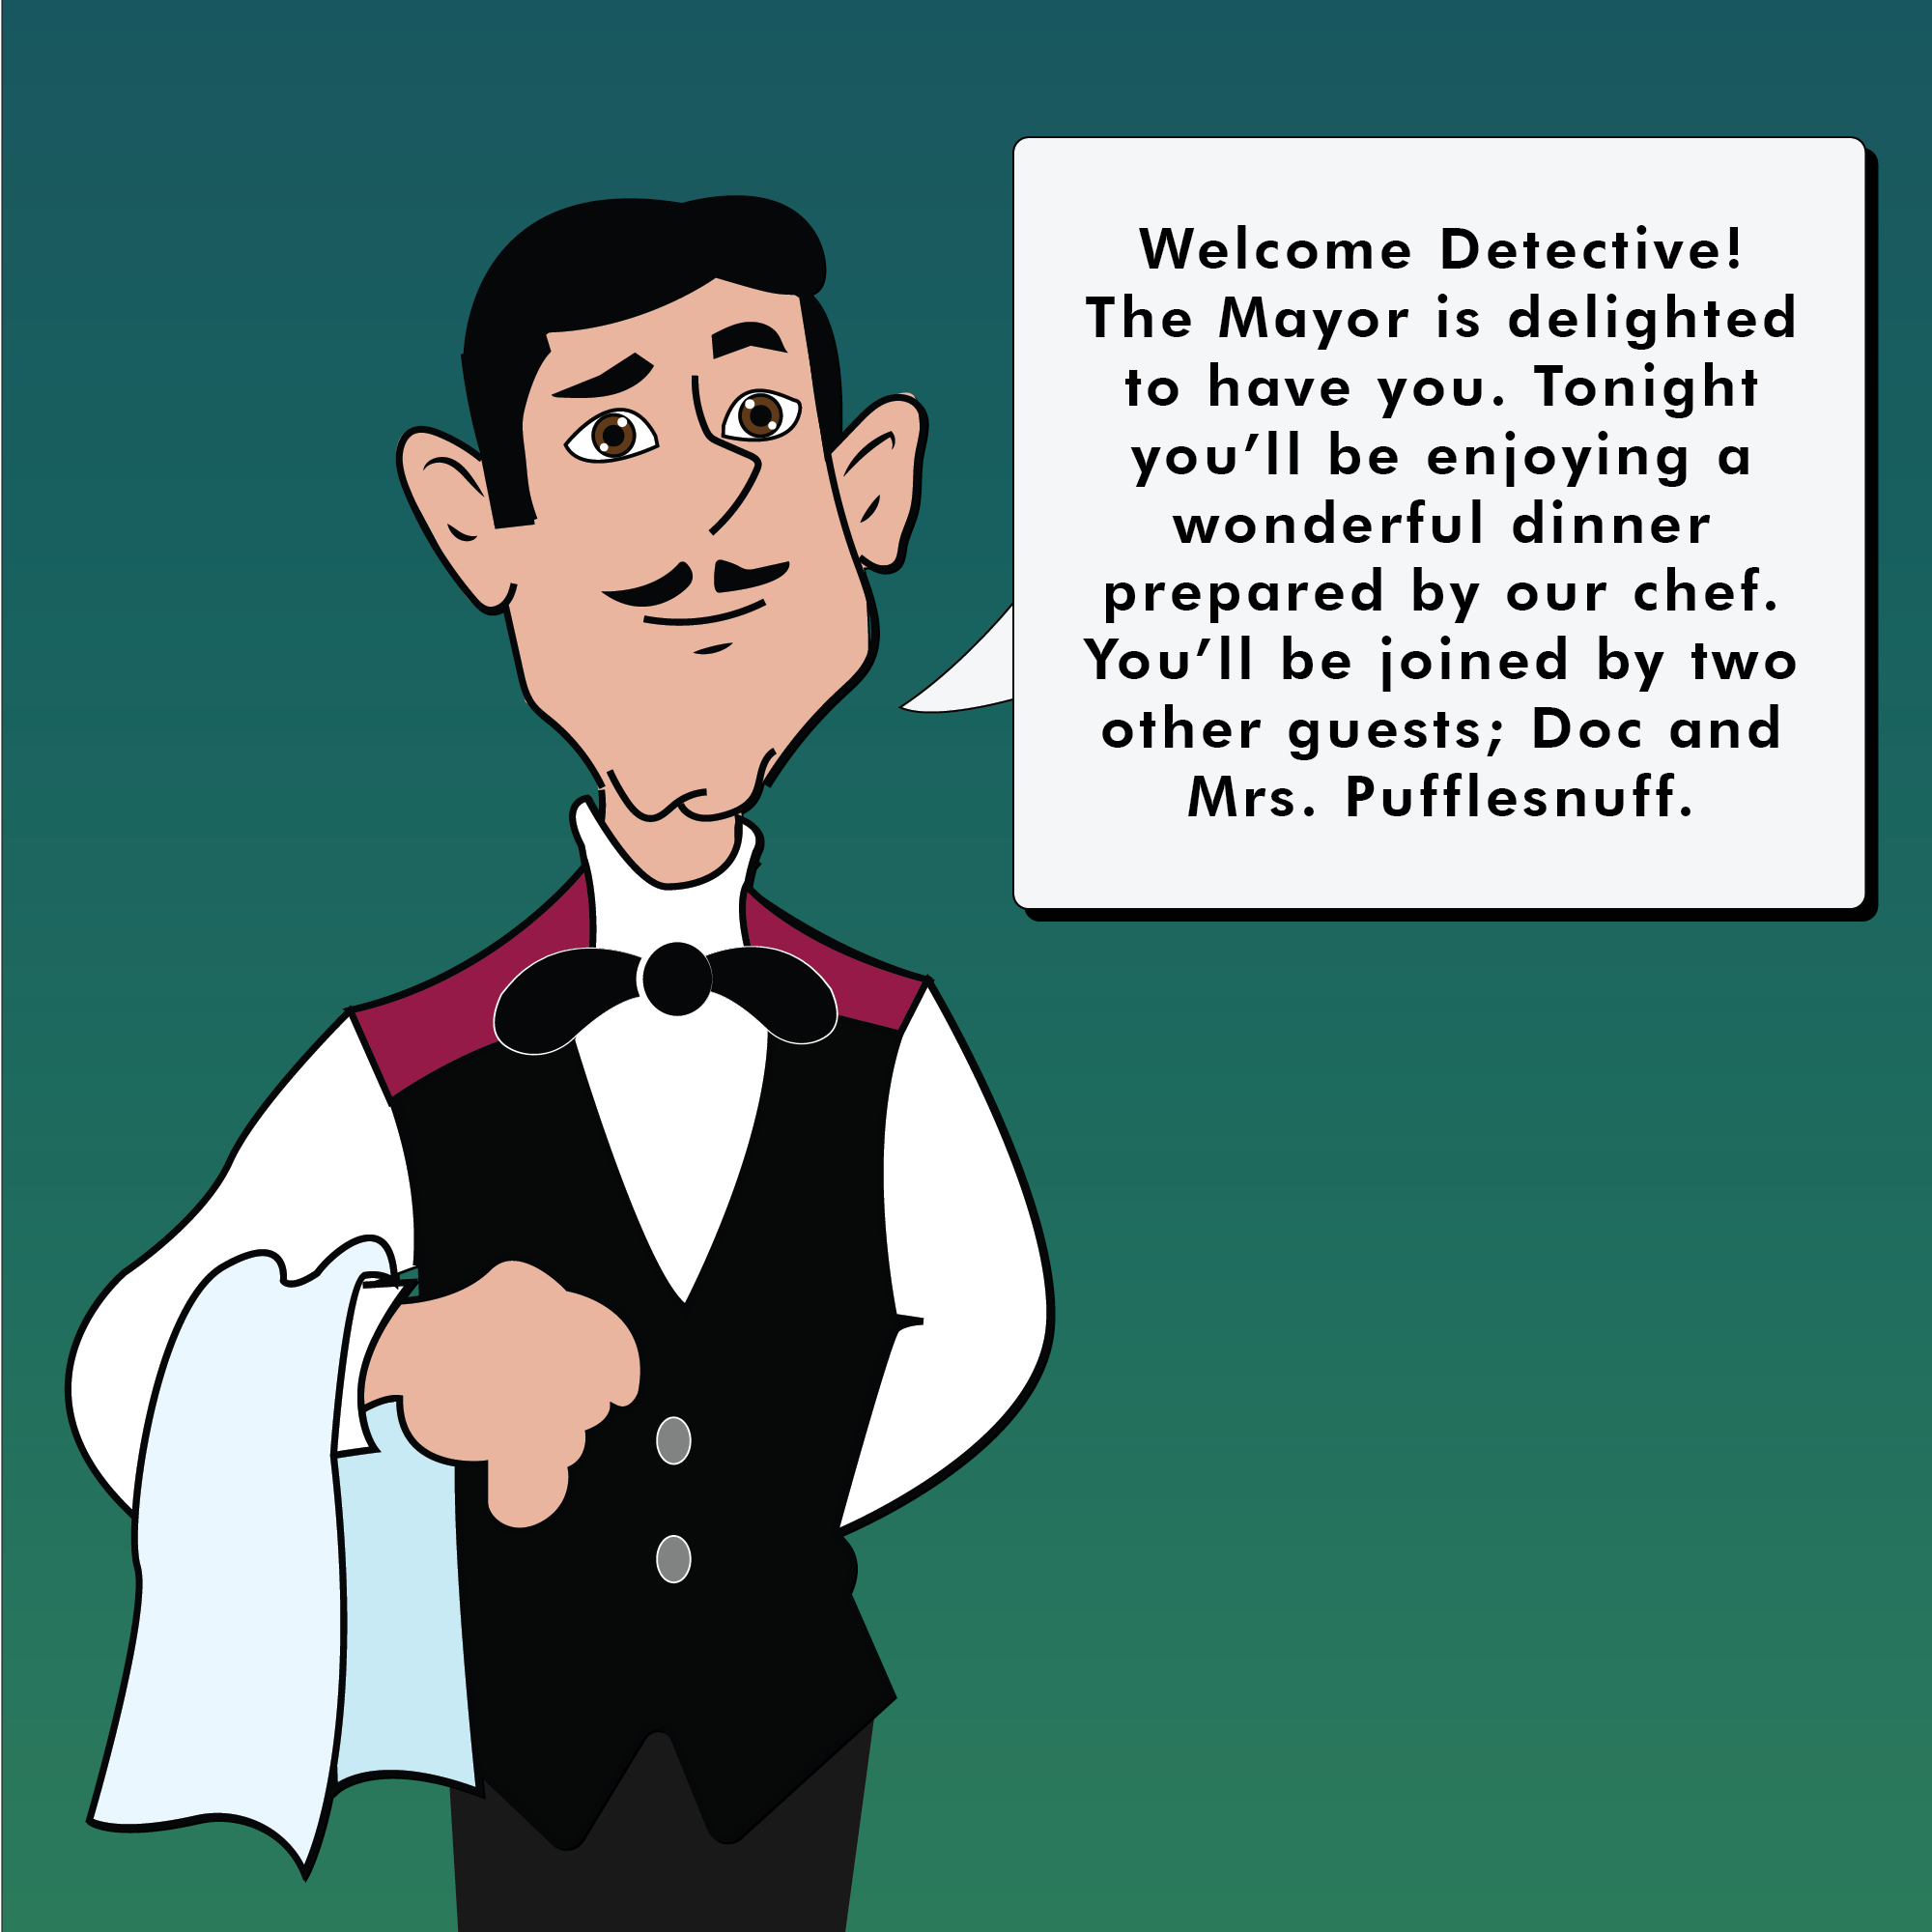 Welcome Detective!
The Mayor is delighted
to have you. Tonight
you’ll be enjoying a
wonderful dinner
prepared by our chef.
You’ll be joined by two
other guests; Doc and
Mrs. Pufflesnuff.